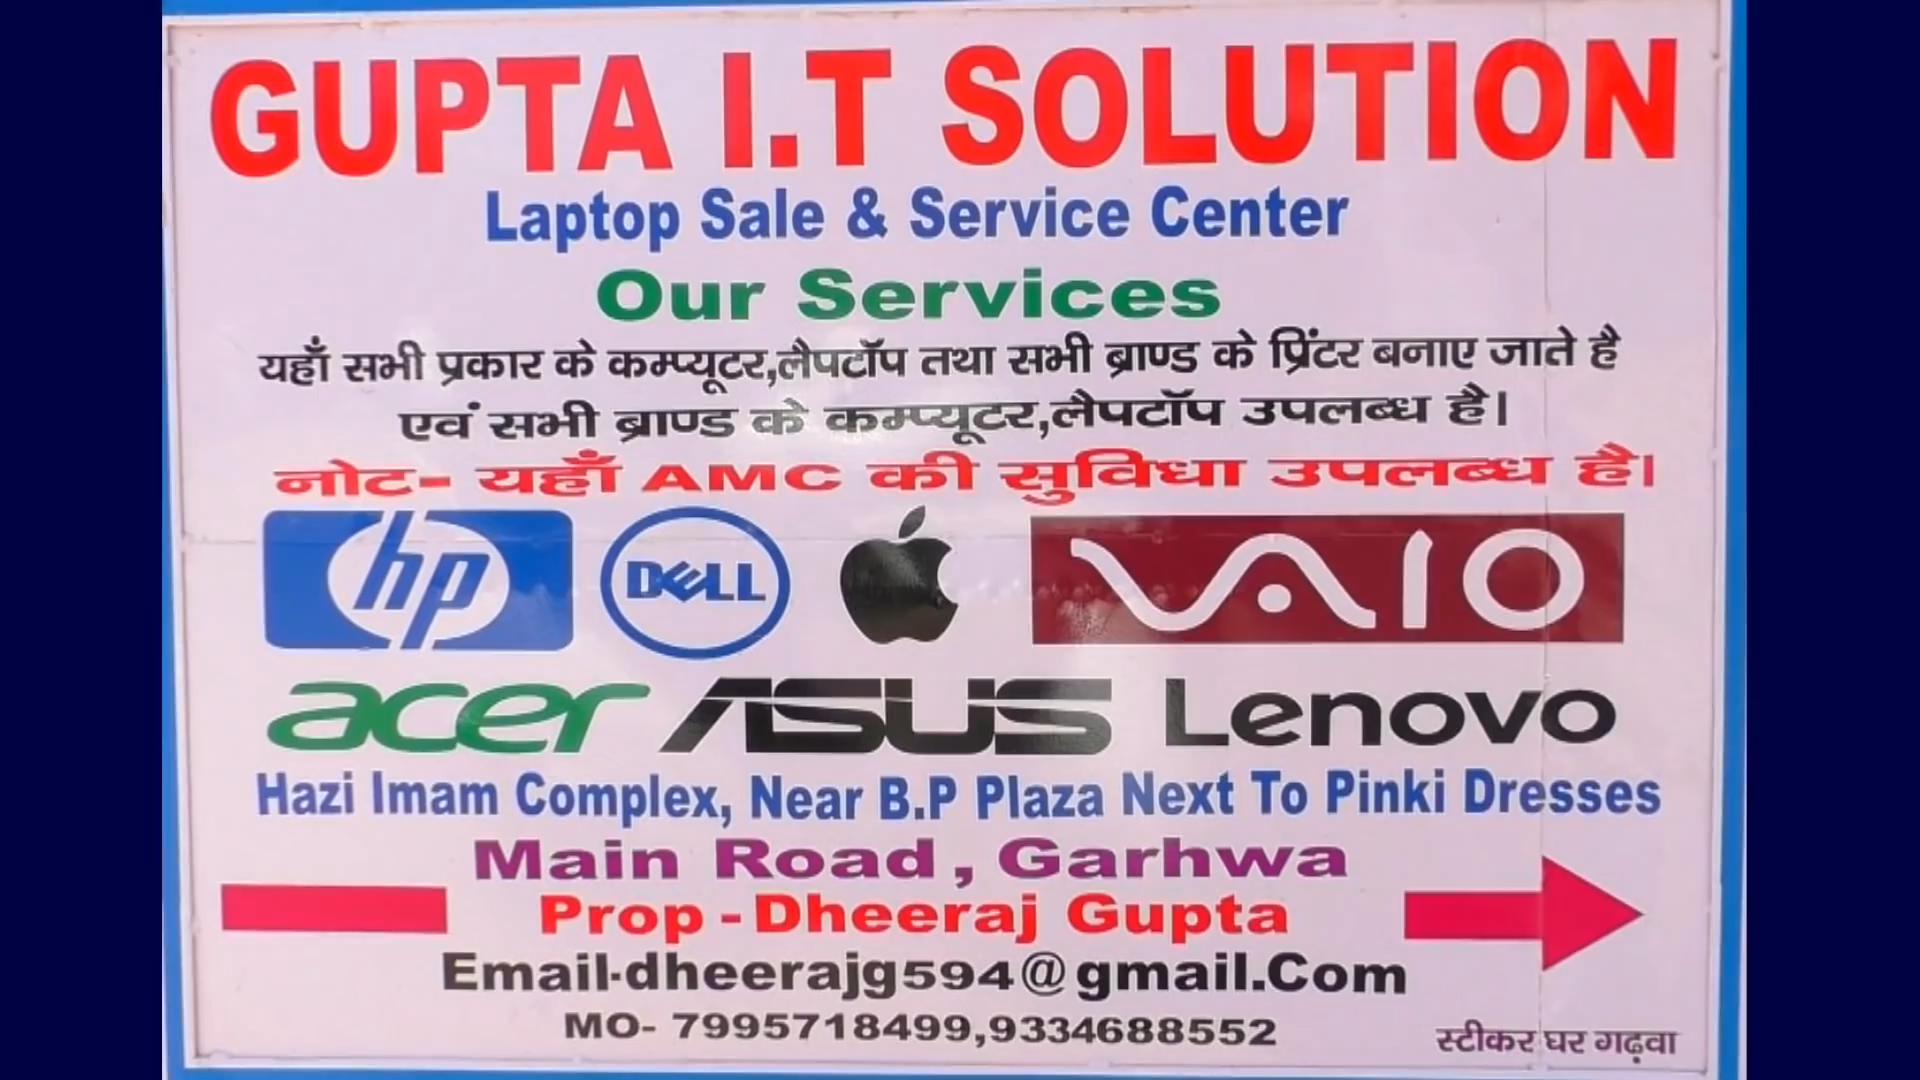 GUPTA I.T SOLUTION
Laptop Sale & Service Center
Our Services
यहाँ सभी प्रकार के कम्प्यूटर,लैपटॉप तथा सभी ब्राण्ड के प्रिंटर बनाए जाते है
एवं सभी ब्राण्ड के कम्प्यूटर,लैपटॉप उपलब्ध है।
नोट- यहाँ AMC की सुविधा उपलब्ध है।
hp DELL VAIO
acer ASUS Lenovo
Hazi Imam Complex, Near B.P Plaza Next To Pinki Dresses
Main Road, Garhwa
Prop-Dheeraj Gupta
Email-dheerajg594@gmail.Com
MO- 7995718499,9334688552
स्टीकर घर गढ़वा